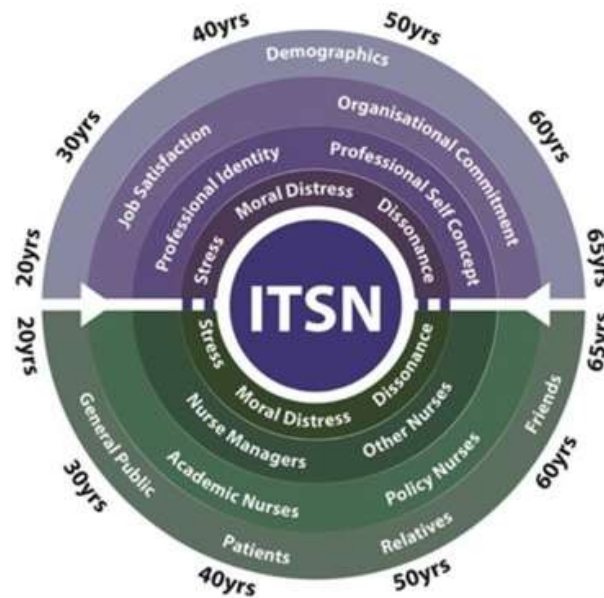 40yrs
50yrs
30yrs
60yrs
20yrs
65yrs
Demographics
Job Satisfaction
Organisational Commitment
Professional Identity
Professional Self Concept
Stress
Moral Distress
Dissonance
ITSN
Stress
Moral Distress
Dissonance
Nurse Managers
Other Nurses
Academic Nurses
Policy Nurses
General Public
Patients
Relatives
Friends
20yrs
65yrs
30yrs
60yrs
40yrs
50yrs